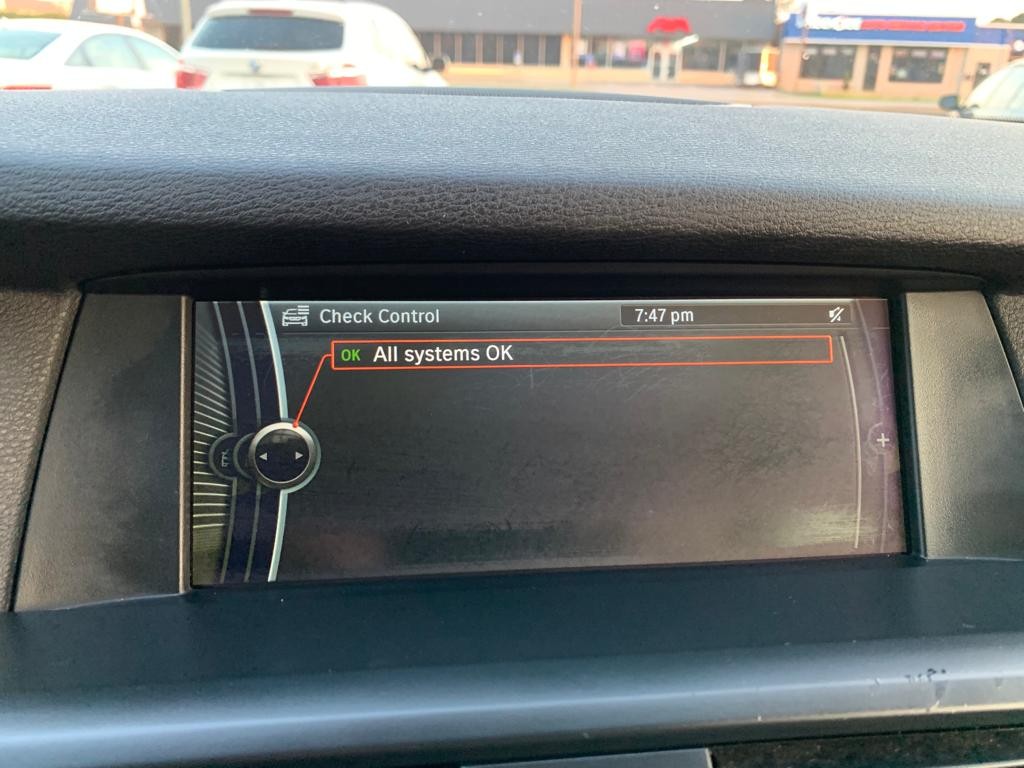 Check Control
7:47 pm
OK All systems OK